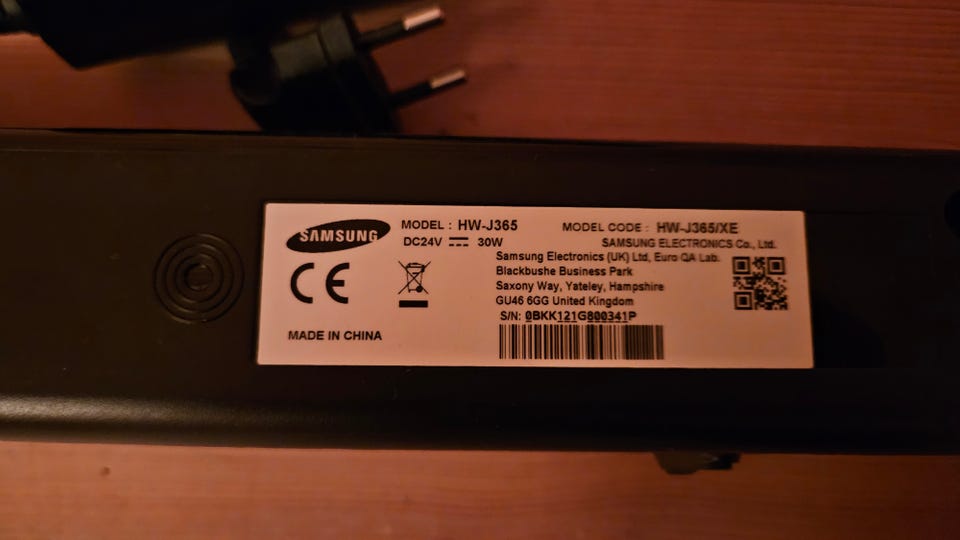 SAMSUNG
MODEL : HW-J365
MODEL CODE : HW-J365/XE
DC24V 30W
SAMSUNG ELECTRONICS Co., Ltd.
Samsung Electronics (UK) Ltd, Euro QA Lab.
Blackbushe Business Park
Saxony Way, Yateley, Hampshire
GU46 6GG United Kingdom
S/N: 0BKK121G800341P
CE
MADE IN CHINA